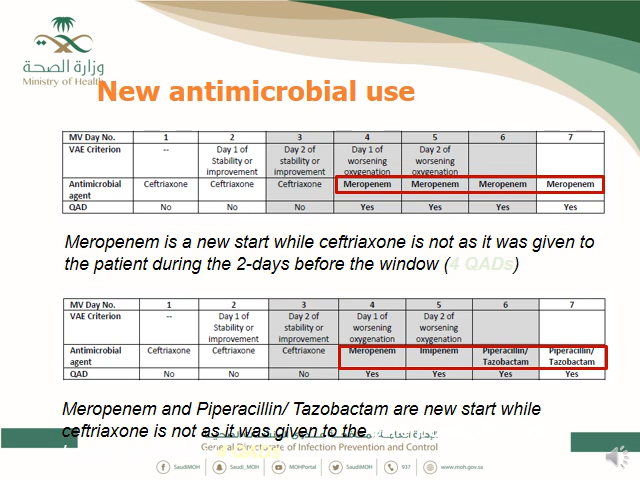 وزارة الصحة
Ministry of Health
New antimicrobial use
MV Day No. 1 2 3 4 5 6 7
VAE Criterion -- Day 1 of Stability or improvement Day 2 of stability or improvement Day 1 of worsening oxygenation Day 2 of worsening oxygenation
Antimicrobial agent Ceftriaxone Ceftriaxone Ceftriaxone Meropenem Meropenem Meropenem Meropenem
QAD No No No Yes Yes Yes Yes
Meropenem is a new start while ceftriaxone is not as it was given to
the patient during the 2-days before the window (4 QADs)
MV Day No. 1 2 3 4 5 6 7
VAE Criterion -- Day 1 of Stability or improvement Day 2 of stability or improvement Day 1 of worsening oxygenation Day 2 of worsening oxygenation
Antimicrobial agent Ceftriaxone Ceftriaxone Ceftriaxone Meropenem Imipenem Piperacillin/ Tazobactam Piperacillin/ Tazobactam
QAD No No No Yes Yes Yes Yes
Meropenem and Piperacillin/ Tazobactam are new start while
ceftriaxone is not as it was given to the
General Directorate of Infection Prevention and Control
SaudiMOH Saudi_MOH MOHPortal SaudiMOH 937 www.moh.gov.sa